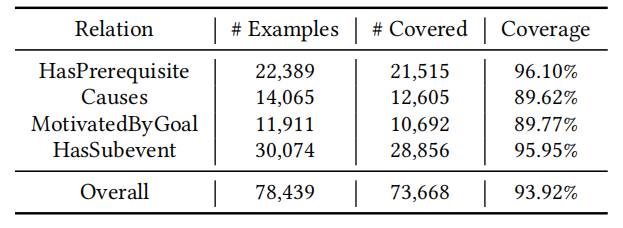 Relation # Examples # Covered Coverage
HasPrerequisite 22,389 21,515 96.10%
Causes 14,065 12,605 89.62%
MotivatedByGoal 11,911 10,692 89.77%
HasSubevent 30,074 28,856 95.95%
Overall 78,439 73,668 93.92%